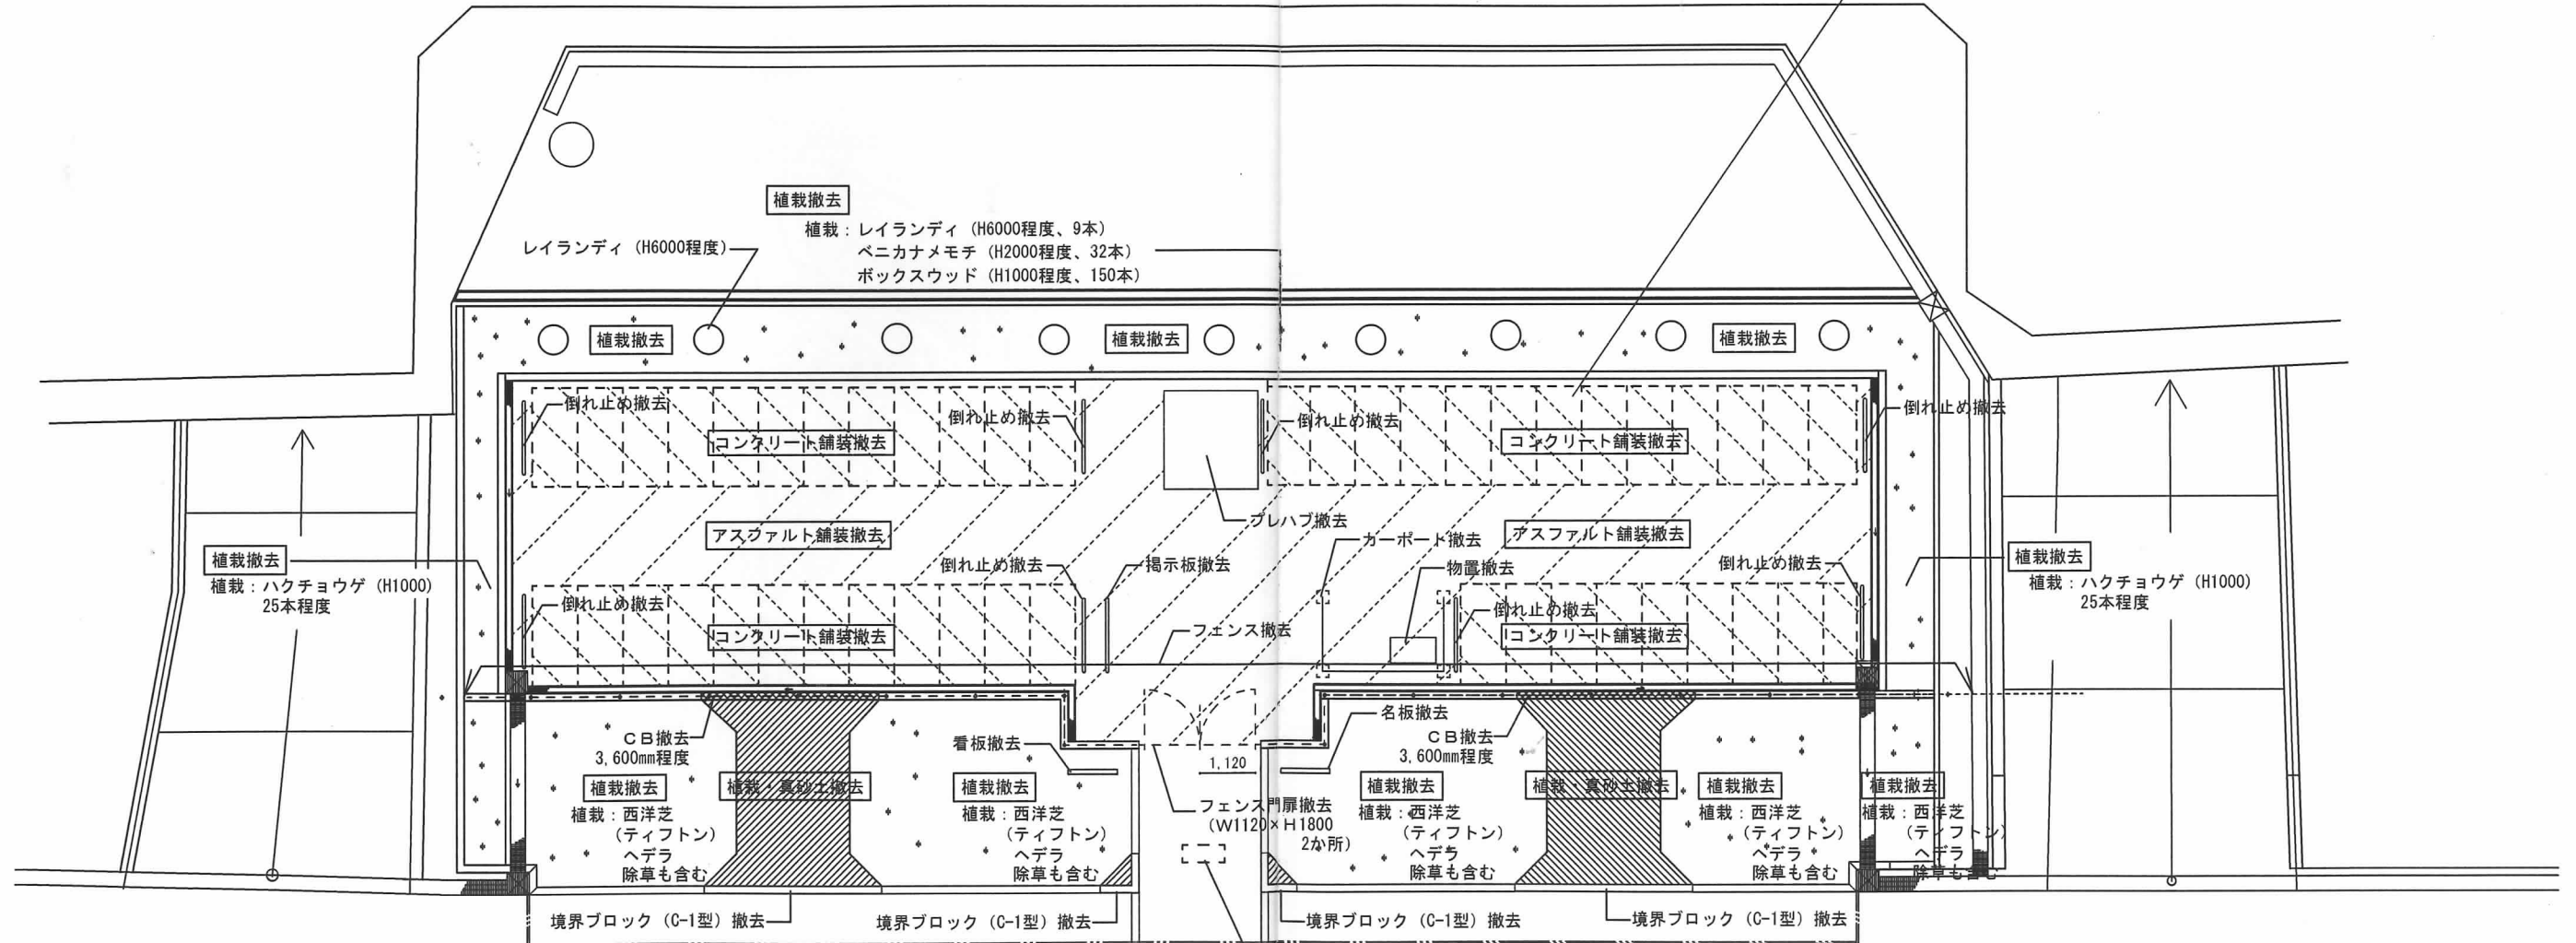 植栽撤去
植栽：レイランディ（H6000程度、9本）
ベニカナメモチ（H2000程度、32本）
ボックスウッド（H1000程度、150本）
レイランディ（H6000程度）
植栽撤去
植栽撤去
植栽撤去
倒れ止め撤去
倒れ止め撤去
倒れ止め撤去
倒れ止め撤去
コンクリート舗装撤去
コンクリート舗装撤去
プレハブ撤去
アスファルト舗装撤去
アスファルト舗装撤去
カーポート撤去
植栽撤去
植栽：ハクチョウゲ（H1000）
25本程度
倒れ止め撤去
掲示板撤去
物置撤去
倒れ止め撤去
植栽撤去
植栽：ハクチョウゲ（H1000）
25本程度
倒れ止め撤去
倒れ止め撤去
コンクリート舗装撤去
フェンス撤去
コンクリート舗装撤去
ＣＢ撤去
3,600mm程度
看板撤去
名板撤去
ＣＢ撤去
3,600mm程度
1,120
植栽撤去
植栽：西洋芝
（ティフトン）
ヘデラ
除草も含む
植栽・真砂土撤去
植栽撤去
植栽：西洋芝
（ティフトン）
ヘデラ
除草も含む
フェンス門扉撤去
（W1120×H1800
2か所）
植栽撤去
植栽：西洋芝
（ティフトン）
ヘデラ
除草も含む
植栽・真砂土撤去
植栽撤去
植栽：西洋芝
（ティフトン）
ヘデラ
除草も含む
植栽撤去
植栽：西洋芝
（ティフトン）
ヘデラ
除草も含む
境界ブロック（C-1型）撤去
境界ブロック（C-1型）撤去
境界ブロック（C-1型）撤去
境界ブロック（C-1型）撤去